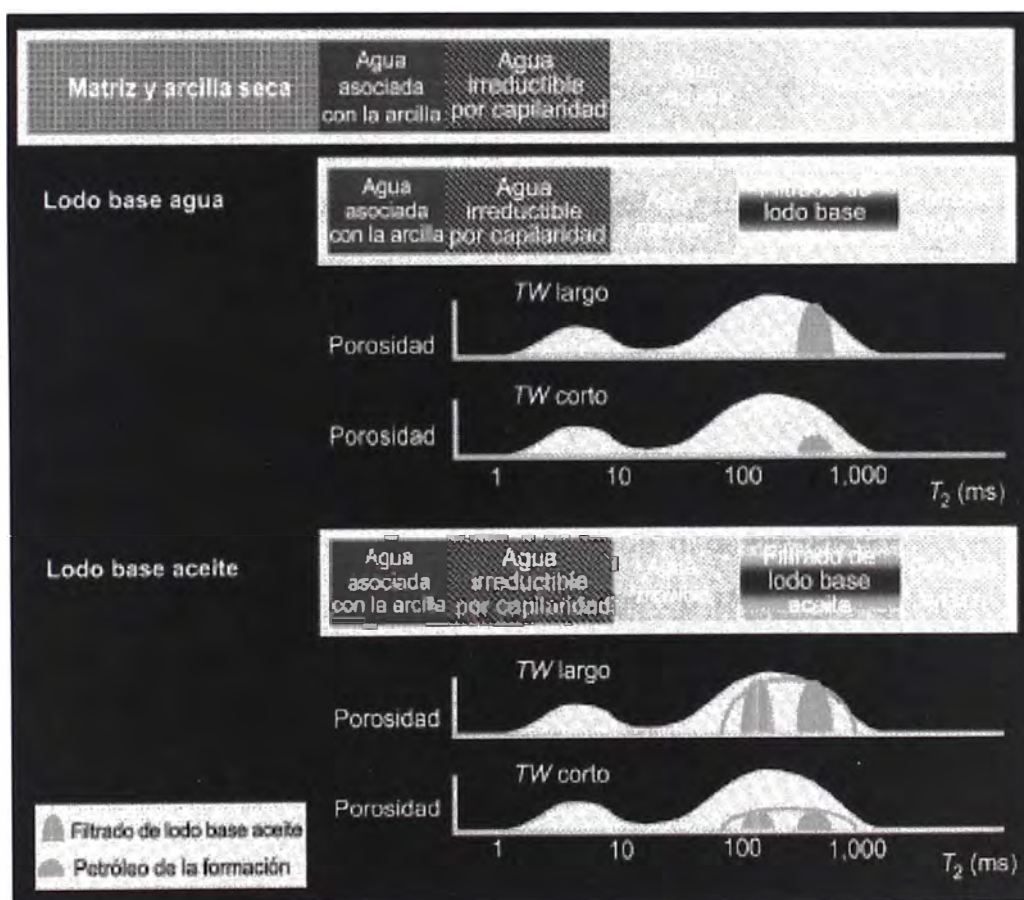 Matriz y arcilla seca
Agua
asociada
con la arcilla
Agua
irreductible
por capilaridad
Lodo base agua
Agua
asociada
con la arcilla
Agua
irreductible
por capilaridad
Filtrado de
lodo base
TW largo
Porosidad
TW corto
Porosidad
1 10 100 1,000
T₂ (ms)
Lodo base aceite
Agua
asociada
con la arcilla
Agua
irreductible
por capilaridad
Filtrado de
lodo base
aceite
TW largo
Porosidad
TW corto
Porosidad
1 10 100 1,000
T₂ (ms)
Filtrado de lodo base aceite
Petróleo de la formación